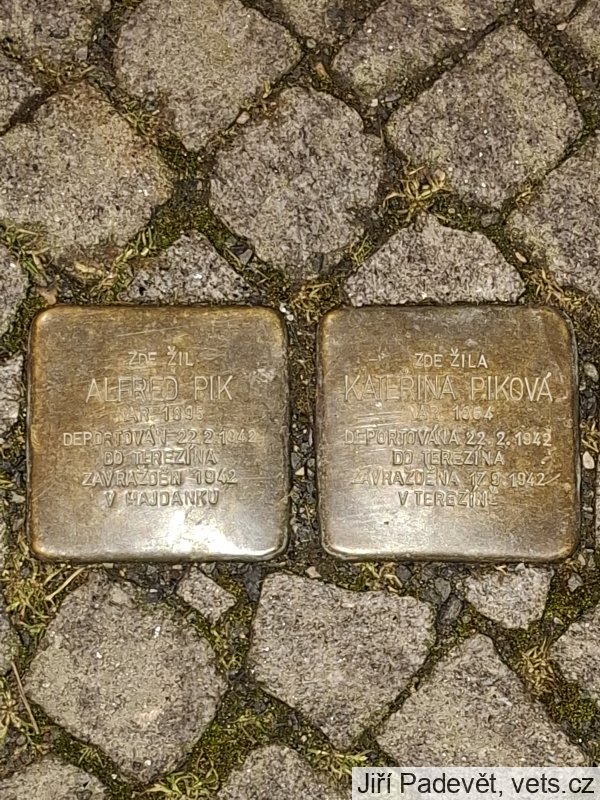 ZDE ŽIL
ALFRED PIK
NAR. 1895
DEPORTOVÁN 22.2.1942
DO TEREZÍNA
ZAVRAŽDĚN 1942
V MAJDANKU
ZDE ŽILA
KATEŘINA PIKOVÁ
NAR. 1864
DEPORTOVÁNA 22. 2. 1942
DO TEREZÍNA
ZAVRAŽDĚNA 17.9.1942
V TEREZÍNĚ
Jiří Padevět, vets.cz